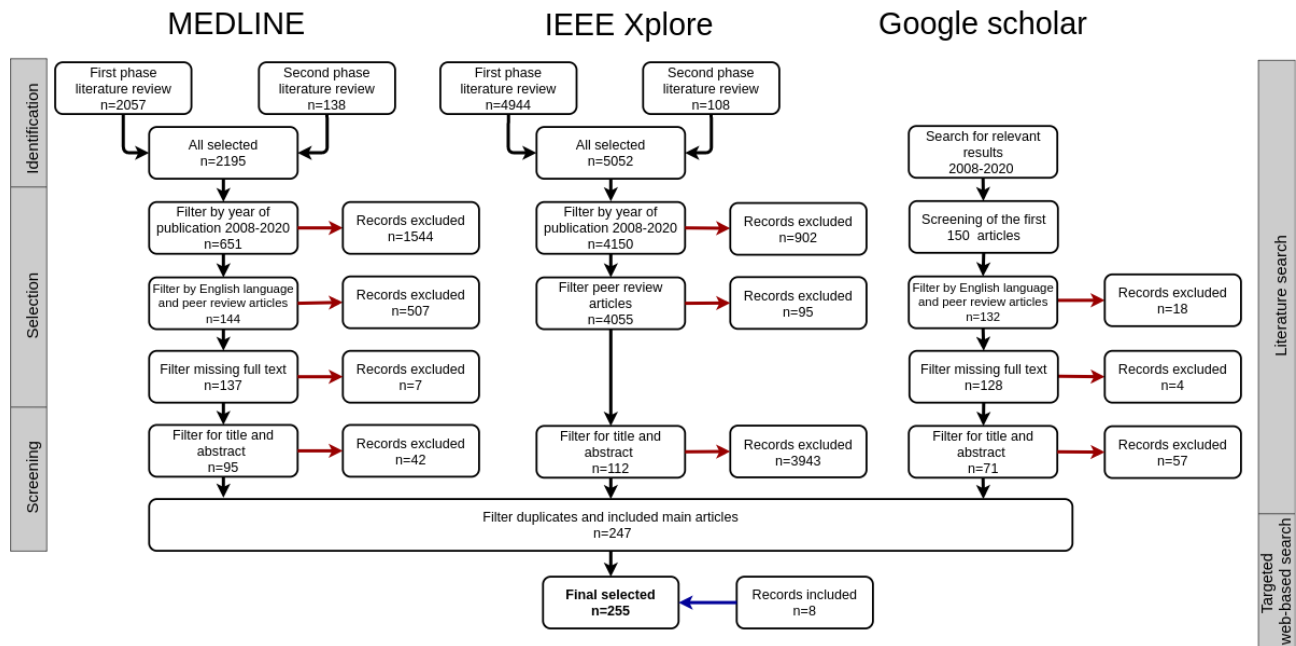 MEDLINE
IEEE Xplore
Google scholar
Identification
Selection
Screening
Literature search
Targeted
web-based search
First phase
literature review
n=2057
Second phase
literature review
n=138
All selected
n=2195
Filter by year of
publication 2008-2020
n=651
Records excluded
n=1544
Filter by English language
and peer review articles
n=144
Records excluded
n=507
Filter missing full text
n=137
Records excluded
n=7
Filter for title and
abstract
n=95
Records excluded
n=42
First phase
literature review
n=4944
Second phase
literature review
n=108
All selected
n=5052
Filter by year of
publication 2008-2020
n=4150
Records excluded
n=902
Filter peer review
articles
n=4055
Records excluded
n=95
Filter for title and
abstract
n=112
Records excluded
n=3943
Search for relevant
results
2008-2020
Screening of the first
150 articles
Filter by English language
and peer review articles
n=132
Records excluded
n=18
Filter missing full text
n=128
Records excluded
n=4
Filter for title and
abstract
n=71
Records excluded
n=57
Filter duplicates and included main articles
n=247
Final selected
n=255
Records included
n=8